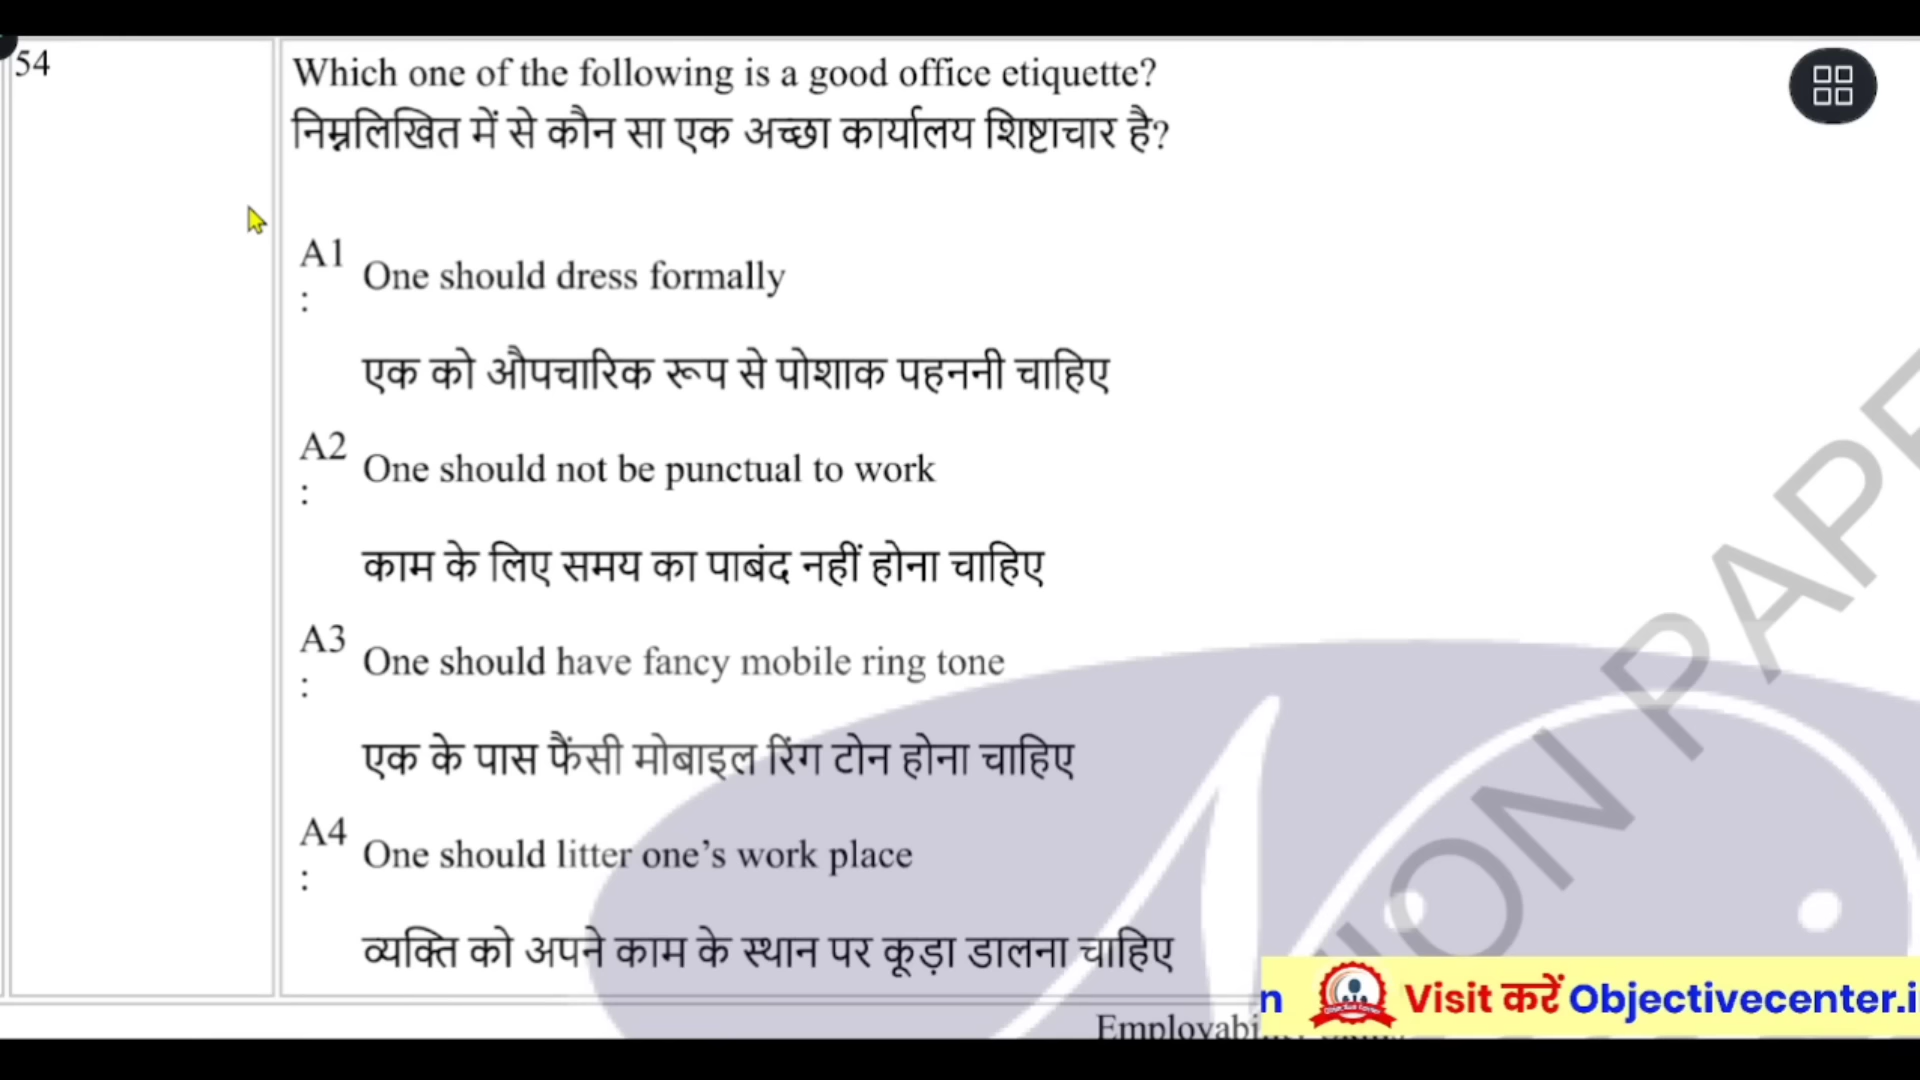 54
Which one of the following is a good office etiquette?
निम्नलिखित में से कौन सा एक अच्छा कार्यालय शिष्टाचार है?
A1
:
One should dress formally
एक को औपचारिक रूप से पोशाक पहननी चाहिए
A2
:
One should not be punctual to work
काम के लिए समय का पाबंद नहीं होना चाहिए
A3
:
One should have fancy mobile ring tone
एक के पास फैंसी मोबाइल रिंग टोन होना चाहिए
A4
:
One should litter one's work place
व्यक्ति को अपने काम के स्थान पर कूड़ा डालना चाहिए
n Visit करें Objectivecenter.i